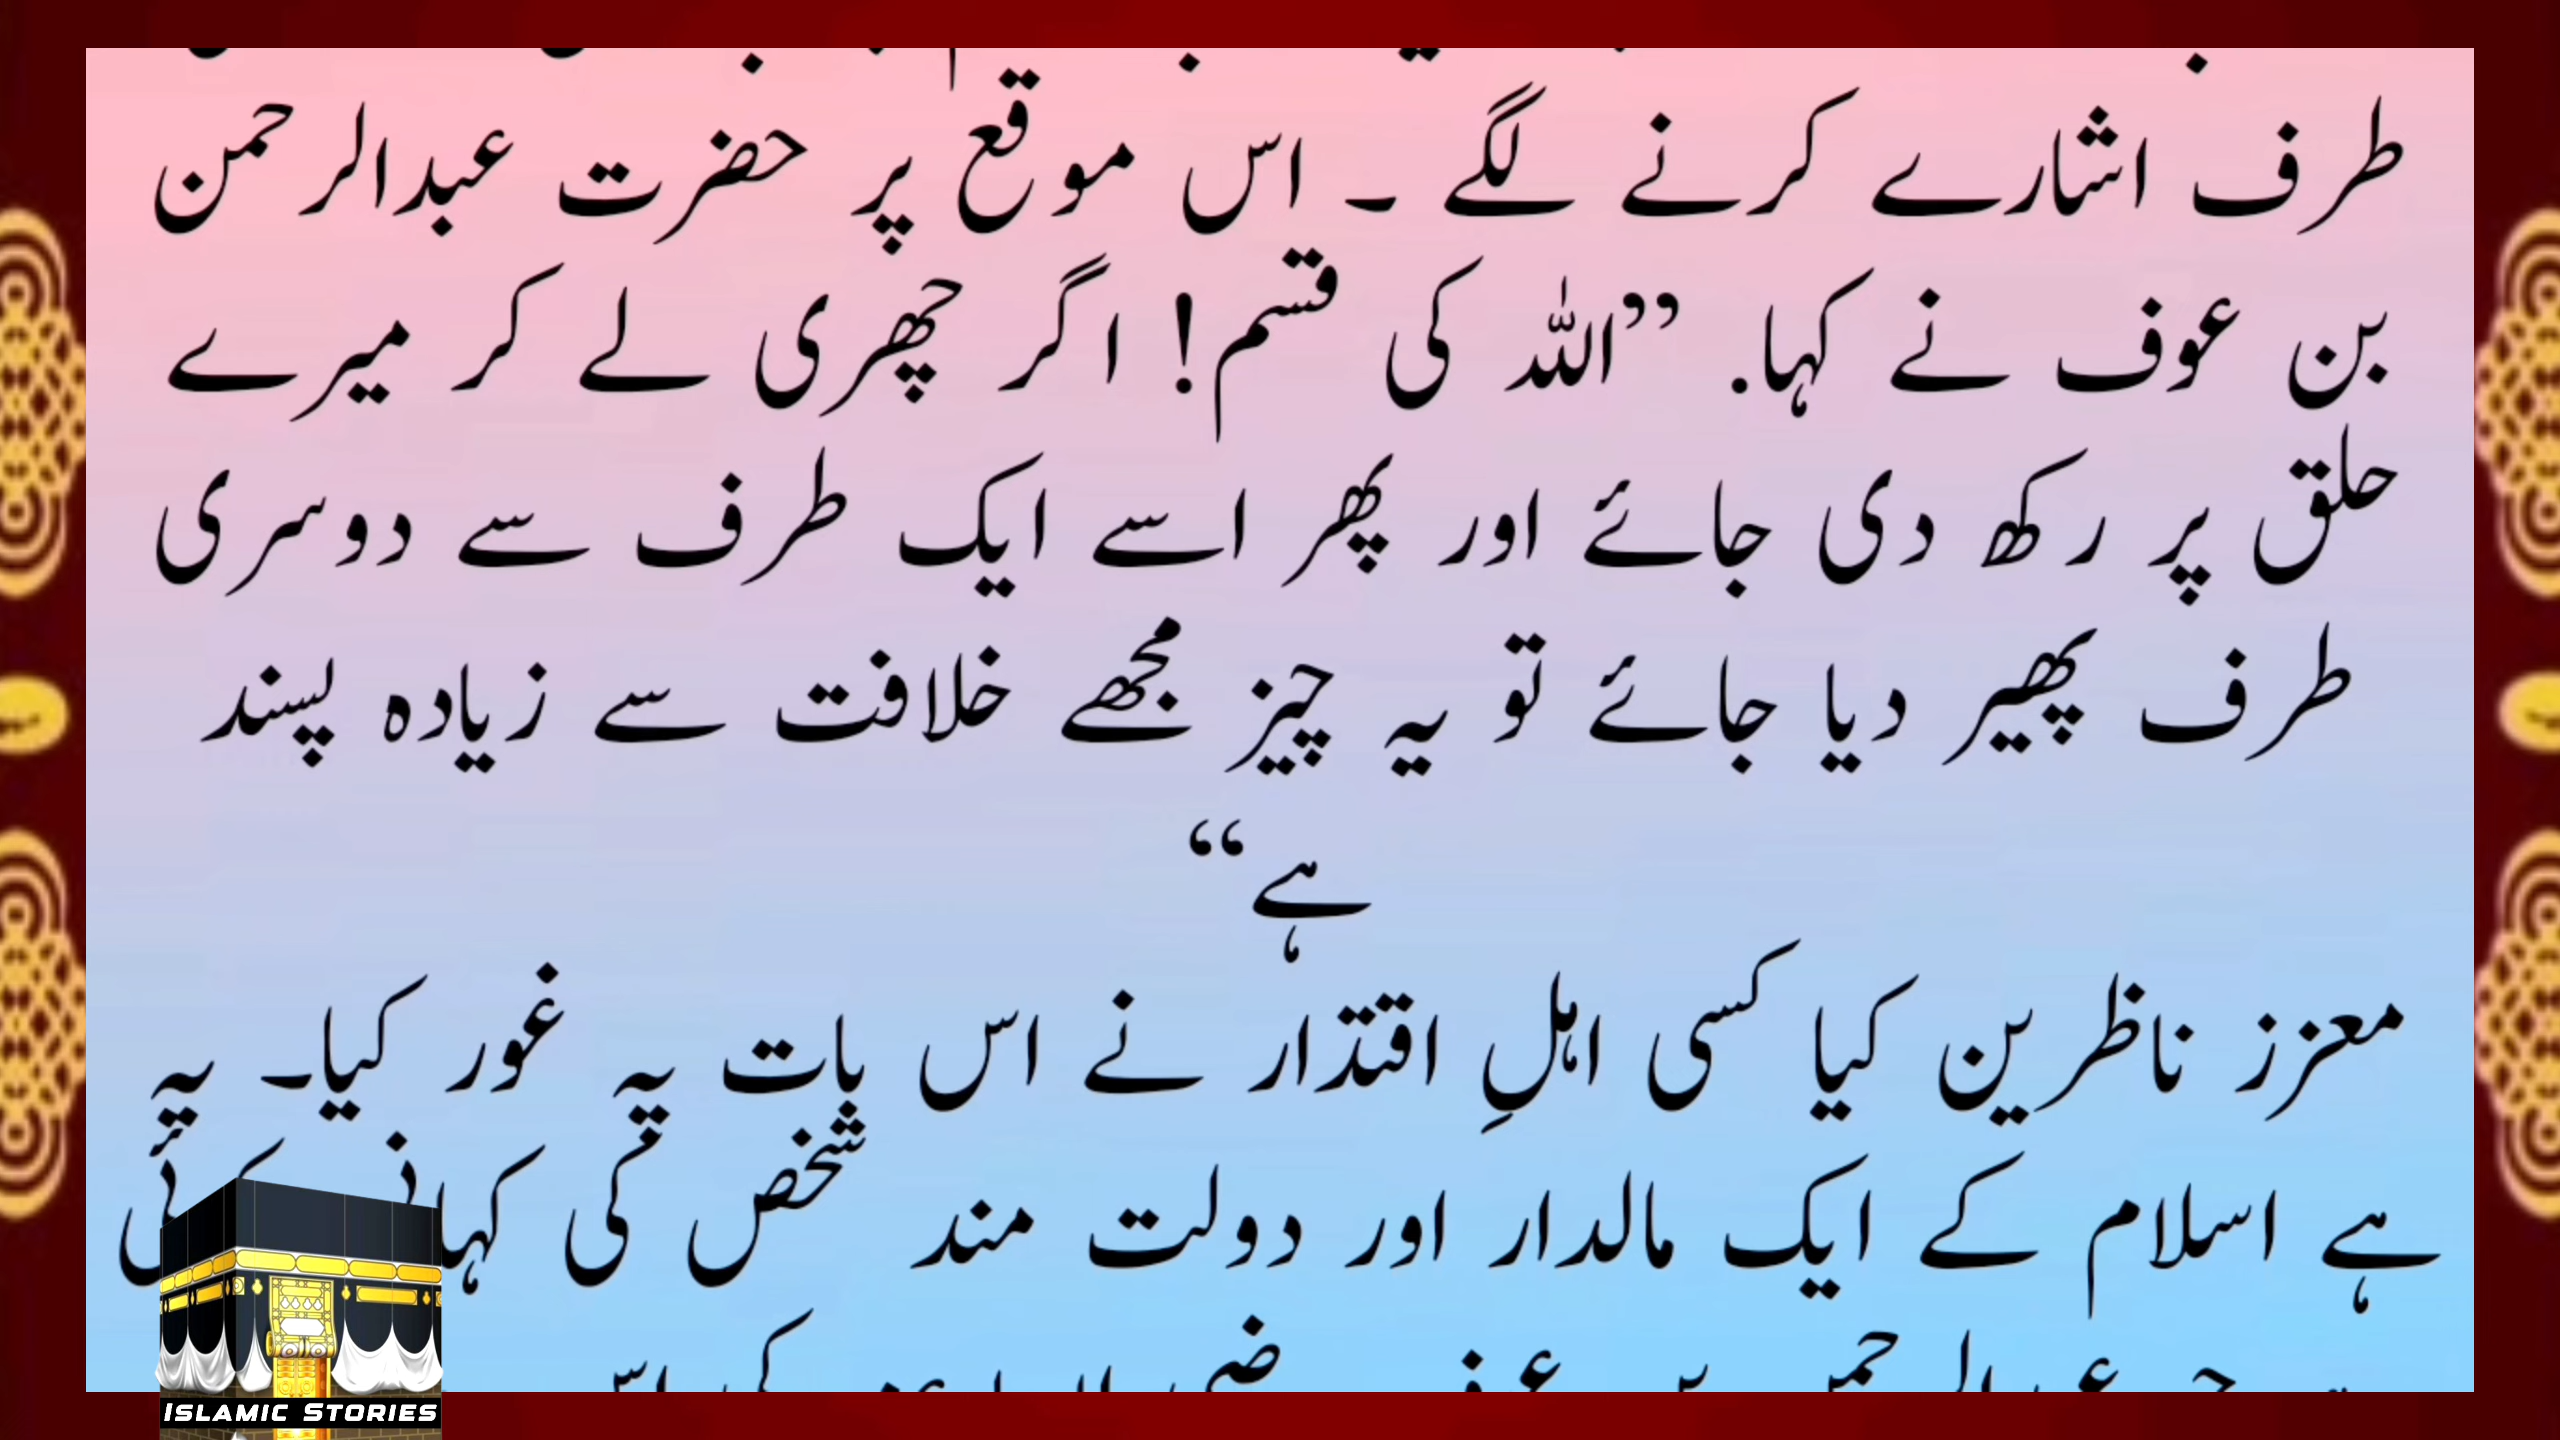 طرف اشارے کرنے لگے ۔ اس موقع پر حضرت عبدالرحمن
بن عوف نے کہا. ”اللہ کی قسم! اگر چھری لے کر میرے
حلق پر رکھ دی جائے اور پھر اسے ایک طرف سے دوسری
طرف پھیر دیا جائے تو یہ چیز مجھے خلافت سے زیادہ پسند
ہے“
معزز ناظرین کیا کسی اہلِ اقتدار نے اس بات پہ غور کیا۔ یہ
ہے اسلام کے ایک مالدار اور دولت مند شخص کی کہانی
ISLAMIC STORIES